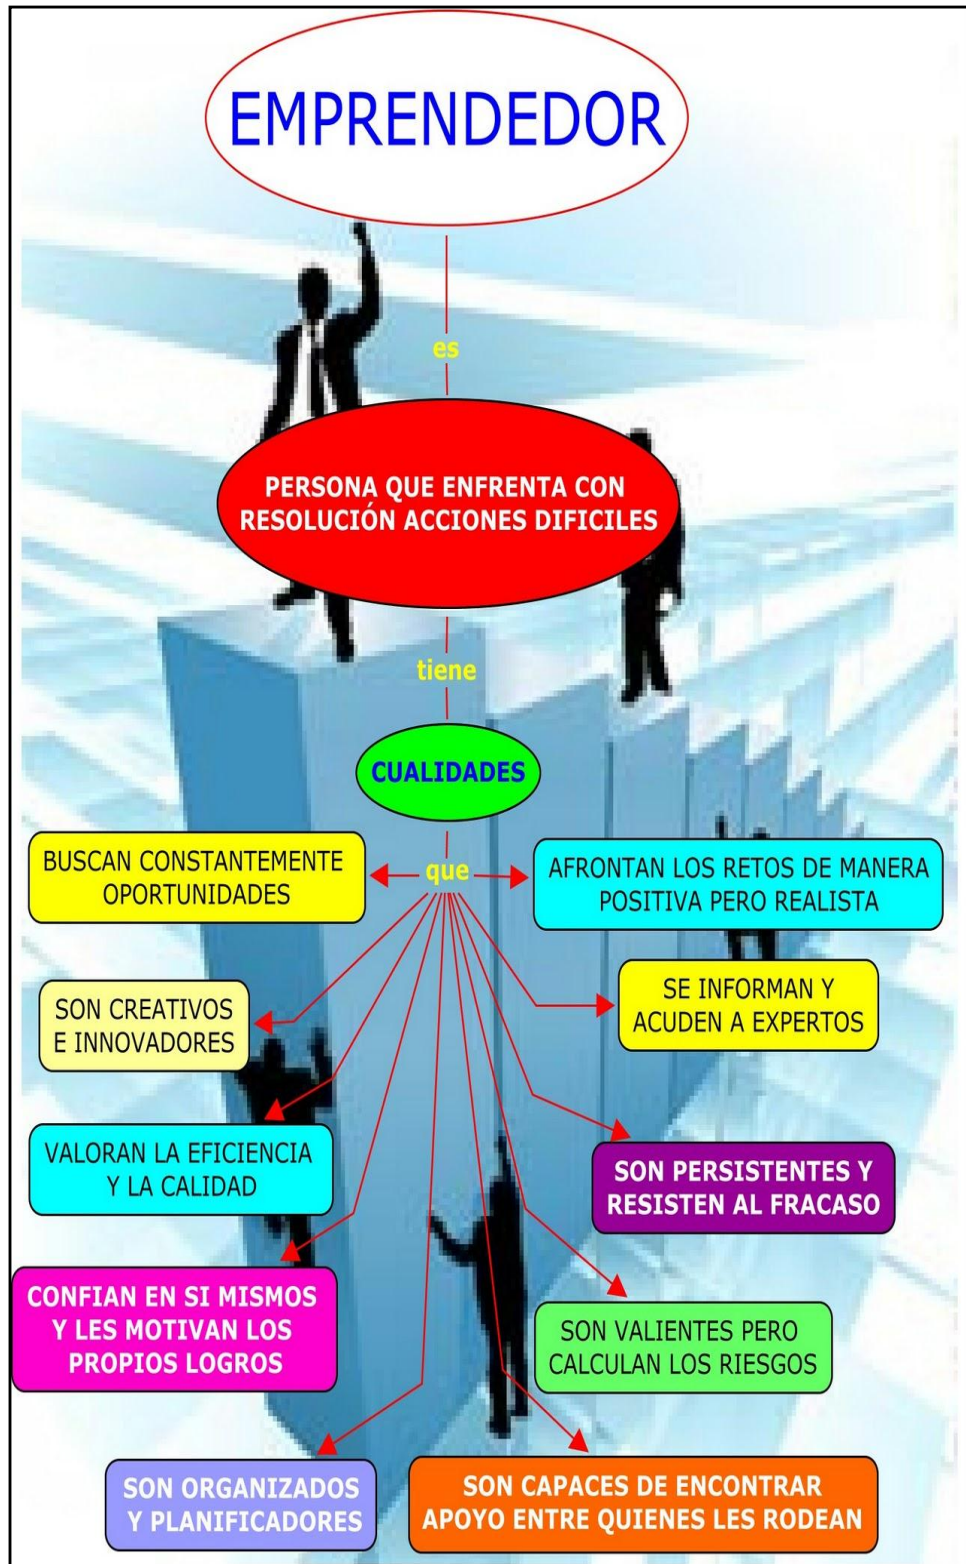 EMPRENDEDOR
es
PERSONA QUE ENFRENTA CON
RESOLUCIÓN ACCIONES DIFICILES
tiene
CUALIDADES
que
BUSCAN CONSTANTEMENTE
OPORTUNIDADES
AFRONTAN LOS RETOS DE MANERA
POSITIVA PERO REALISTA
SON CREATIVOS
E INNOVADORES
SE INFORMAN Y
ACUDEN A EXPERTOS
VALORAN LA EFICIENCIA
Y LA CALIDAD
SON PERSISTENTES Y
RESISTEN AL FRACASO
CONFIAN EN SI MISMOS
Y LES MOTIVAN LOS
PROPIOS LOGROS
SON VALIENTES PERO
CALCULAN LOS RIESGOS
SON ORGANIZADOS
Y PLANIFICADORES
SON CAPACES DE ENCONTRAR
APOYO ENTRE QUIENES LES RODEAN